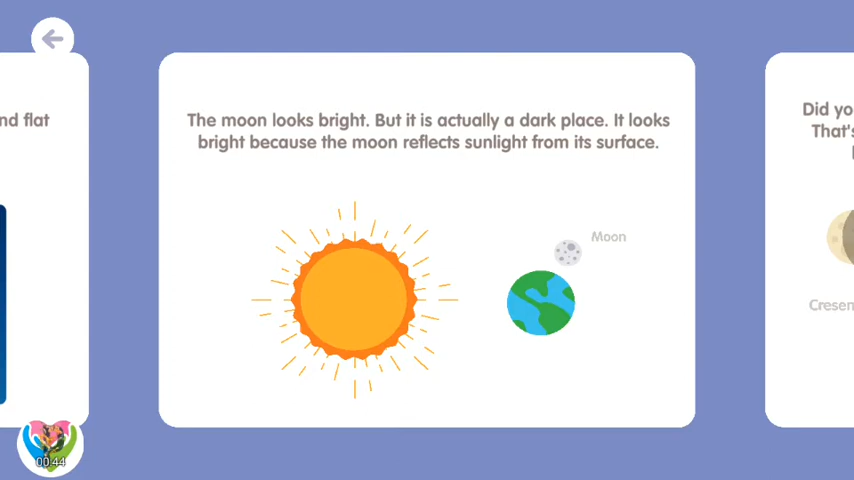 nd flat
The moon looks bright. But it is actually a dark place. It looks
bright because the moon reflects sunlight from its surface.
Moon
Did yo
That's
Cresen
00:44